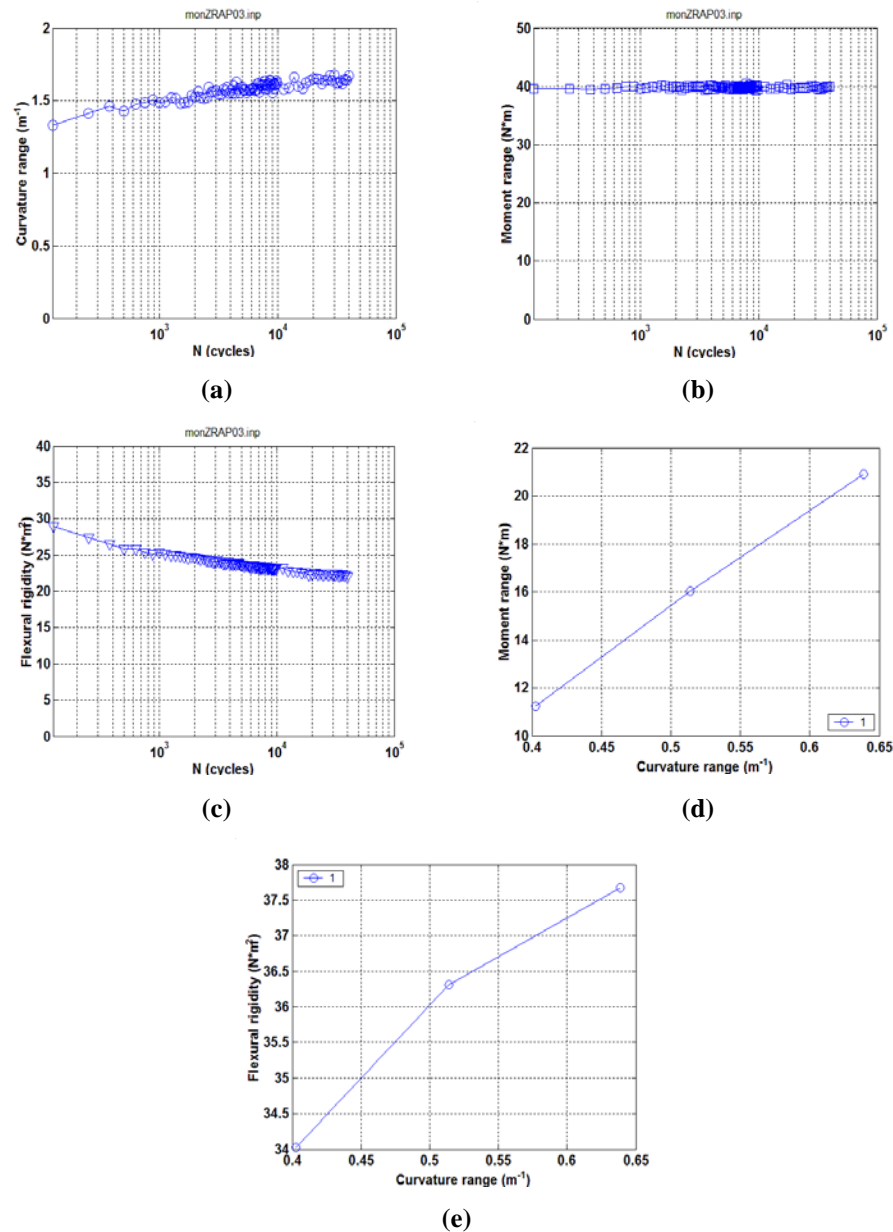 monZRAP03.inp
2
1.5
1
0.5
0
Curvature range (m⁻¹)
10³ 10⁴ 10⁵
N (cycles)
(a)
monZRAP03.inp
50
40
30
20
10
0
Moment range (N*m)
10³ 10⁴ 10⁵
N (cycles)
(b)
monZRAP03.inp
40
35
30
25
20
15
10
5
0
Flexural rigidity (N*m²)
10³ 10⁴ 10⁵
N (cycles)
(c)
22
20
18
16
14
12
10
Moment range (N*m)
0.4 0.45 0.5 0.55 0.6 0.65
Curvature range (m⁻¹)
1
(d)
38
37.5
37
36.5
36
35.5
35
34.5
34
Flexural rigidity (N*m²)
1
0.4 0.45 0.5 0.55 0.6 0.65
Curvature range (m⁻¹)
(e)